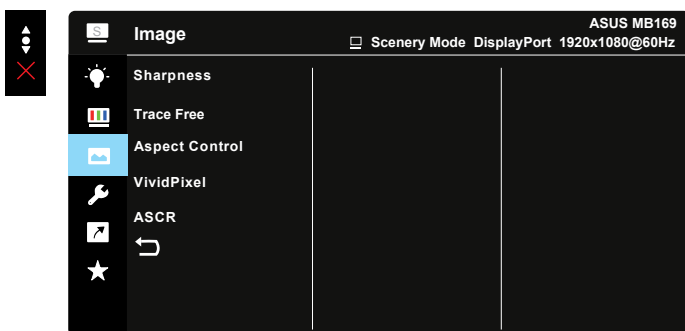 S
Image
ASUS MB169
Scenery Mode DisplayPort 1920x1080@60Hz
Sharpness
Trace Free
Aspect Control
VividPixel
ASCR